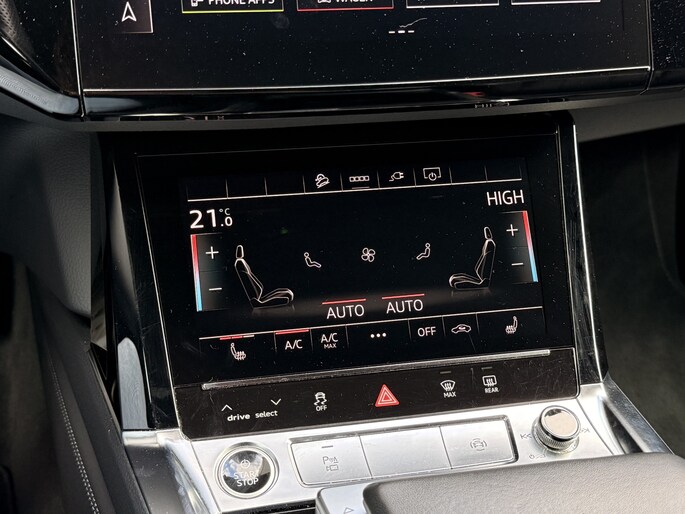 PHONE APPS
HIGH
21.0 °C
+ +
- -
AUTO AUTO
A/C A/C MAX OFF
drive select OFF MAX REAR
START
STOP